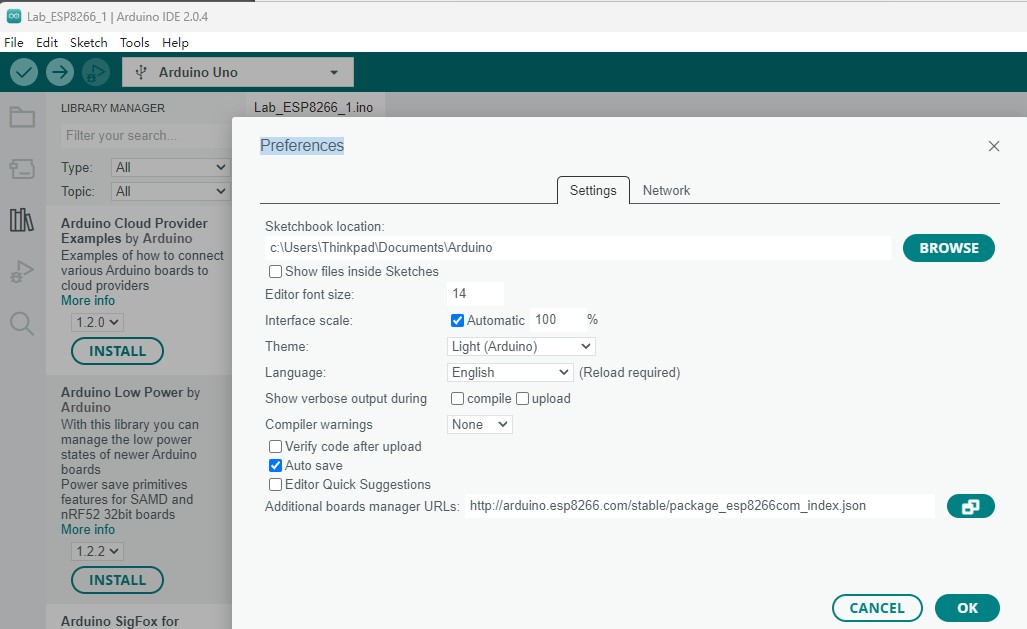 Lab_ESP8266_1 | Arduino IDE 2.0.4
File Edit Sketch Tools Help
Arduino Uno
LIBRARY MANAGER
Filter your search...
Type: All
Topic: All
Arduino Cloud Provider
Examples by Arduino
Examples of how to connect
various Arduino boards to
cloud providers
More info
1.2.0
INSTALL
Arduino Low Power by
Arduino
With this library you can
manage the low power
states of newer Arduino
boards
Power save primitives
features for SAMD and
nRF52 32bit boards
More info
1.2.2
INSTALL
Arduino SigFox for
Lab_ESP8266_1.ino
Preferences
Settings Network
Sketchbook location:
c:\Users\Thinkpad\Documents\Arduino
BROWSE
Show files inside Sketches
Editor font size: 14
Interface scale: Automatic 100 %
Theme: Light (Arduino)
Language: English (Reload required)
Show verbose output during compile upload
Compiler warnings None
Verify code after upload
Auto save
Editor Quick Suggestions
Additional boards manager URLs: http://arduino.esp8266.com/stable/package_esp8266com_index.json
CANCEL OK